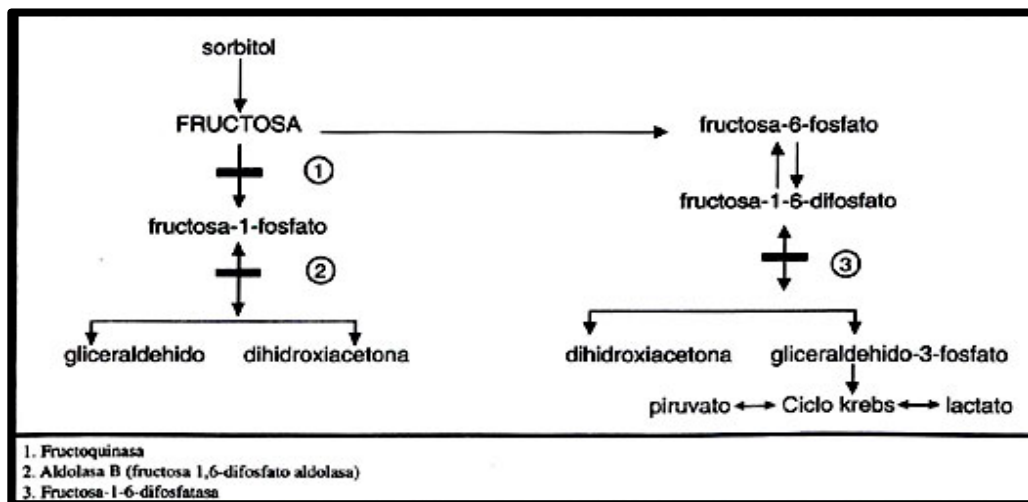 sorbitol
FRUCTOSA
fructosa-6-fosfato
①
fructosa-1-fosfato
fructosa-1-6-difosfato
②
③
gliceraldehido
dihidroxiacetona
dihidroxiacetona
gliceraldehido-3-fosfato
piruvato
Ciclo krebs
lactato
1. Fructoquinasa
2. Aldolasa B (fructosa 1,6-difosfato aldolasa)
3. Fructosa-1-6-difosfatasa